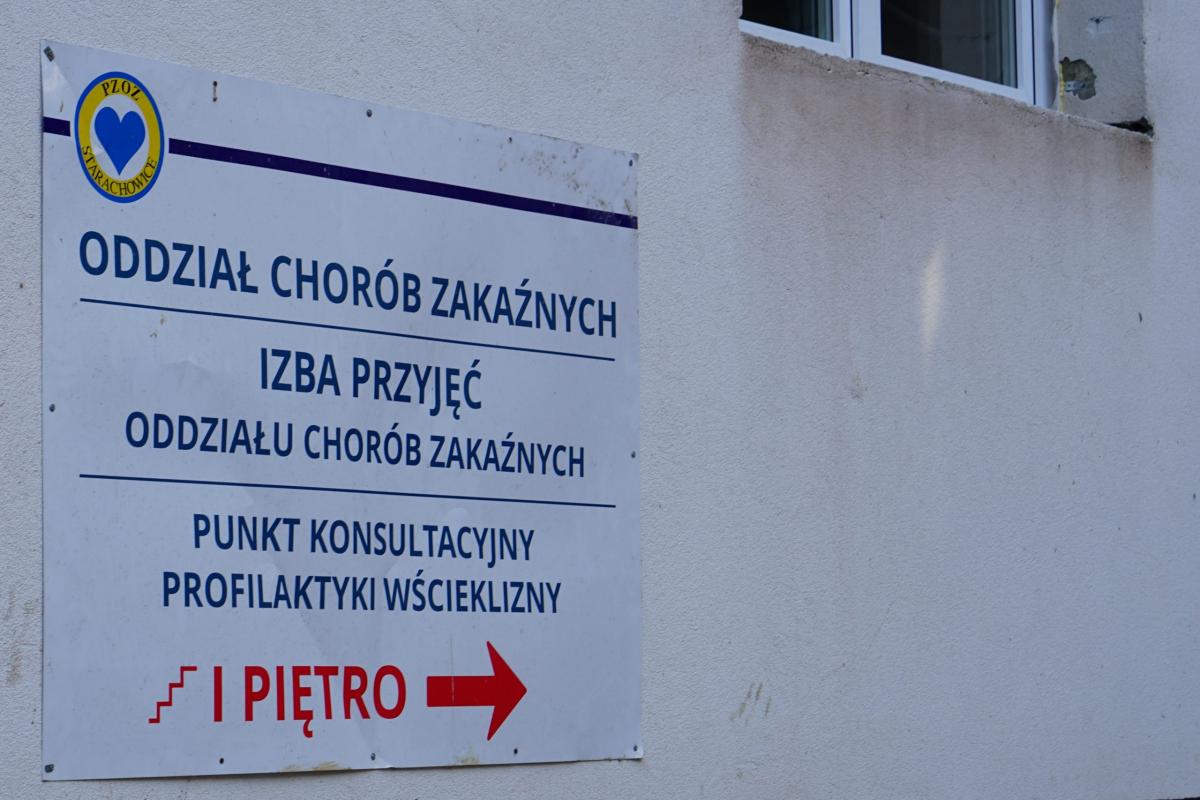 PZOZ
STARACHOWICE
ODDZIAŁ CHORÓB ZAKAŹNYCH
IZBA PRZYJĘĆ
ODDZIAŁU CHORÓB ZAKAŹNYCH
PUNKT KONSULTACYJNY
PROFILAKTYKI WŚCIEKLIZNY
I PIĘTRO